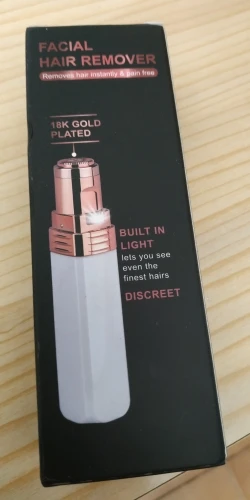 FACIAL
HAIR REMOVER
Removes hair instantly & pain free
18K GOLD
PLATED
BUILT IN
LIGHT
lets you see
even the
finest hairs
DISCREET